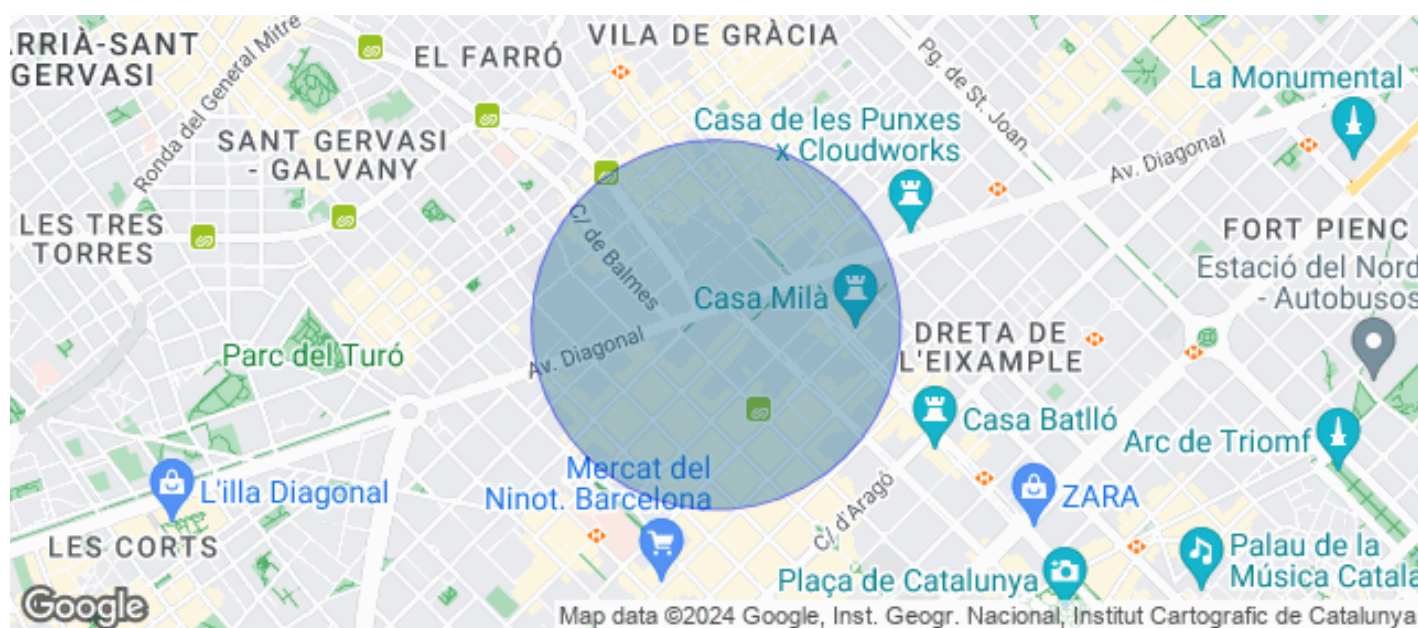 RRIÀ-SANT
GERVASI
Ronda del General Mitre
EL FARRÓ
VILA DE GRÀCIA
Pg. de St. Joan
La Monumental
SANT GERVASI
- GALVANY
Casa de les Punxes
x Cloudworks
Av. Diagonal
LES TRES
TORRES
C/ de Balmes
FORT PIENC
Estació del Nord
- Autobusos
Casa Milà
DRETA DE
L'EIXAMPLE
Parc del Turó
Av. Diagonal
Casa Batlló
Arc de Triomf
Mercat del
Ninot. Barcelona
L'illa Diagonal
C/ d'Aragó
ZARA
LES CORTS
Palau de la
Música Catala
Plaça de Catalunya
Google
Map data ©2024 Google, Inst. Geogr. Nacional, Institut Cartografic de Catalunya